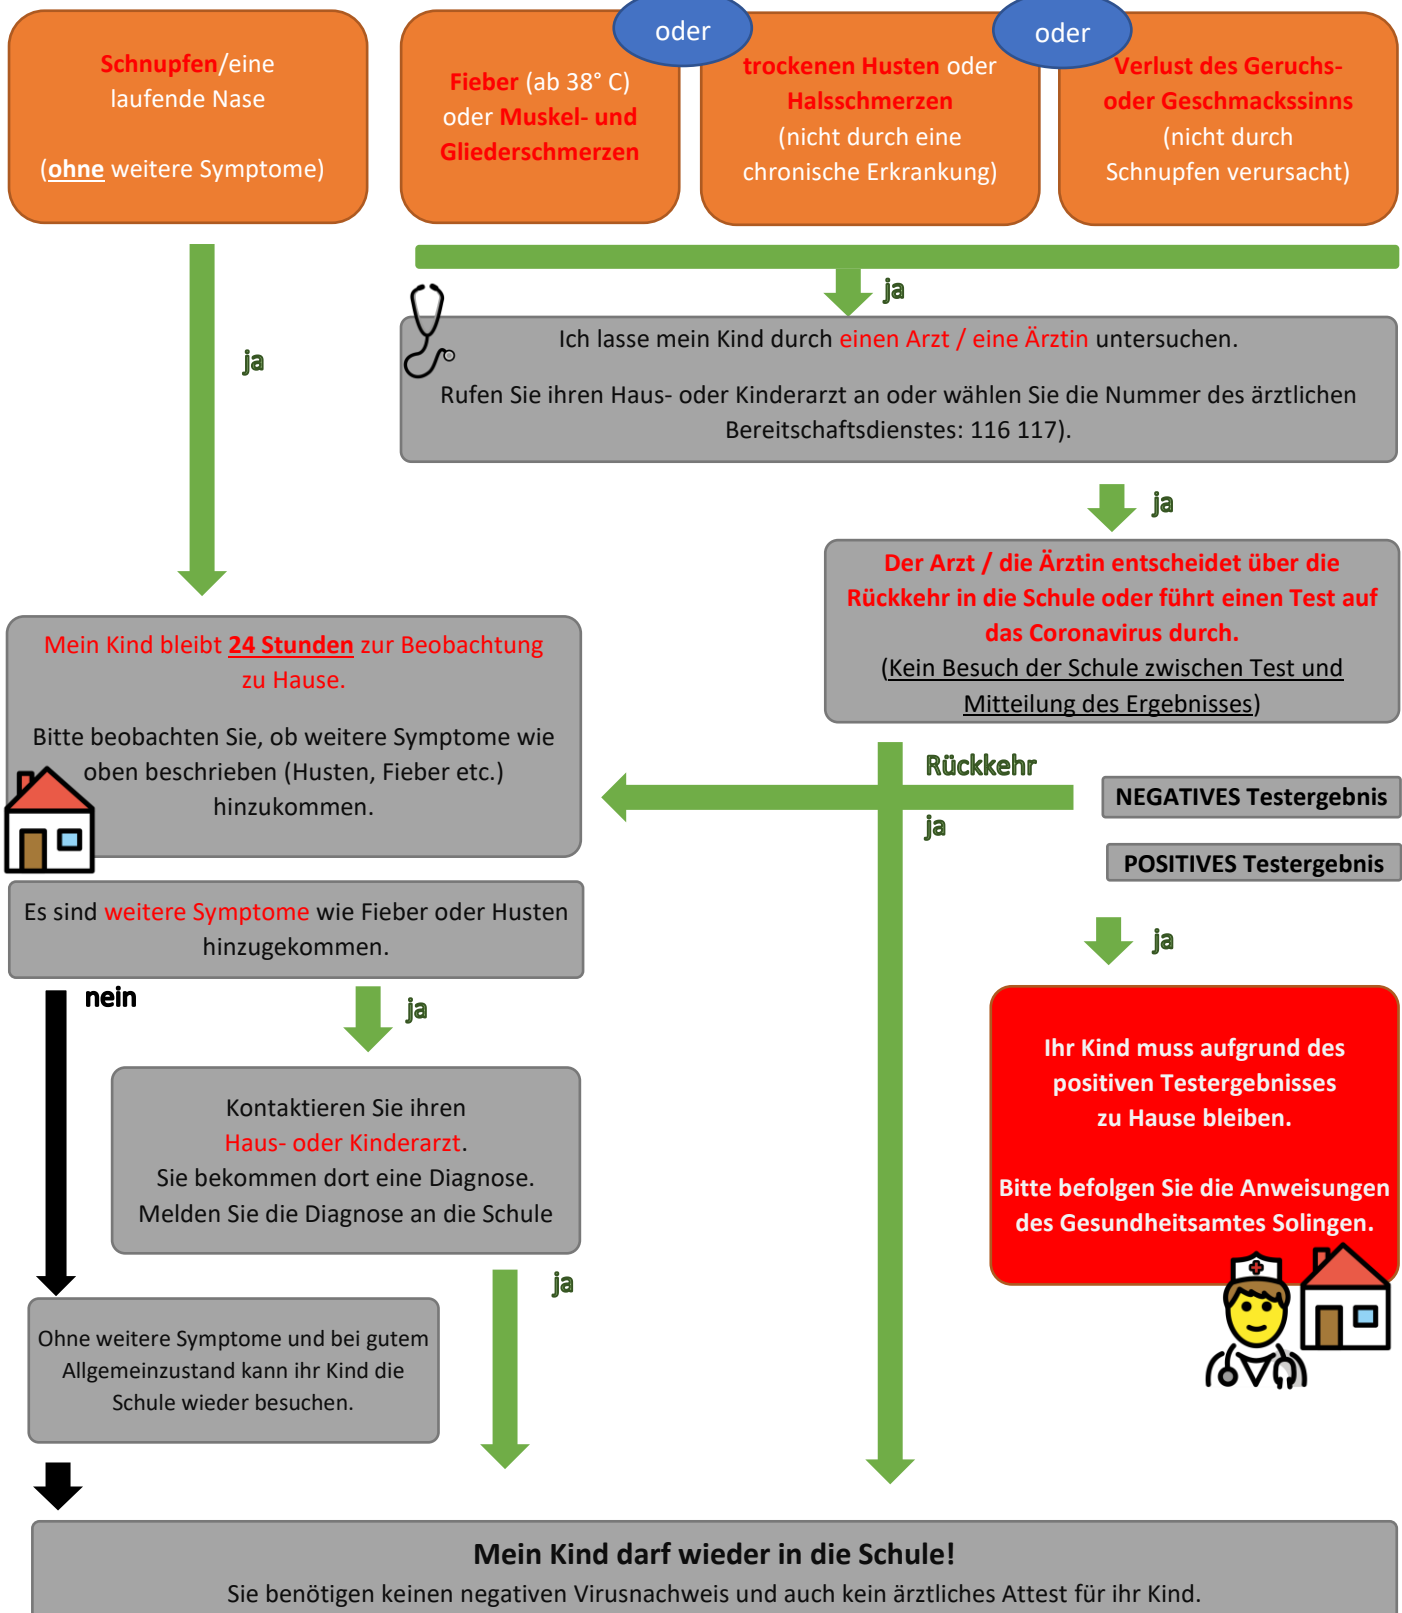 Schnupfen/eine
laufende Nase
(ohne weitere Symptome)
oder
Fieber (ab 38° C)
oder Muskel- und
Gliederschmerzen
trockenen Husten oder
Halsschmerzen
(nicht durch eine
chronische Erkrankung)
oder
Verlust des Geruchs-
oder Geschmackssinns
(nicht durch
Schnupfen verursacht)
ja
ja
Ich lasse mein Kind durch einen Arzt / eine Ärztin untersuchen.
Rufen Sie ihren Haus- oder Kinderarzt an oder wählen Sie die Nummer des ärztlichen
Bereitschaftsdienstes: 116 117).
ja
Der Arzt / die Ärztin entscheidet über die
Rückkehr in die Schule oder führt einen Test auf
das Coronavirus durch.
(Kein Besuch der Schule zwischen Test und
Mitteilung des Ergebnisses)
Mein Kind bleibt 24 Stunden zur Beobachtung
zu Hause.
Bitte beobachten Sie, ob weitere Symptome wie
oben beschrieben (Husten, Fieber etc.)
hinzukommen.
Rückkehr
ja
NEGATIVES Testergebnis
POSITIVES Testergebnis
ja
Es sind weitere Symptome wie Fieber oder Husten
hinzugekommen.
nein
ja
Ihr Kind muss aufgrund des
positiven Testergebnisses
zu Hause bleiben.
Bitte befolgen Sie die Anweisungen
des Gesundheitsamtes Solingen.
Kontaktieren Sie ihren
Haus- oder Kinderarzt.
Sie bekommen dort eine Diagnose.
Melden Sie die Diagnose an die Schule
ja
Ohne weitere Symptome und bei gutem
Allgemeinzustand kann ihr Kind die
Schule wieder besuchen.
Mein Kind darf wieder in die Schule!
Sie benötigen keinen negativen Virusnachweis und auch kein ärztliches Attest für ihr Kind.